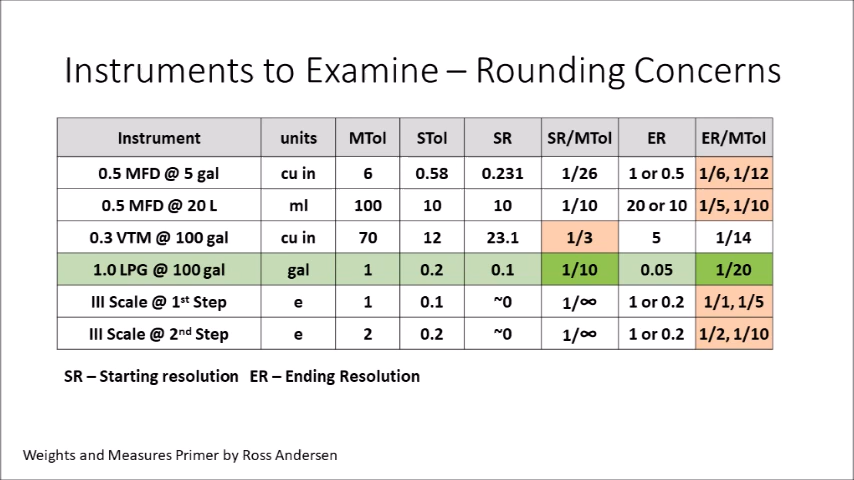 Instruments to Examine – Rounding Concerns
Instrument units MTol STol SR SR/MTol ER ER/MTol
0.5 MFD @ 5 gal cu in 6 0.58 0.231 1/26 1 or 0.5 1/6, 1/12
0.5 MFD @ 20 L ml 100 10 10 1/10 20 or 10 1/5, 1/10
0.3 VTM @ 100 gal cu in 70 12 23.1 1/3 5 1/14
1.0 LPG @ 100 gal gal 1 0.2 0.1 1/10 0.05 1/20
III Scale @ 1st Step e 1 0.1 ~0 1/∞ 1 or 0.2 1/1, 1/5
III Scale @ 2nd Step e 2 0.2 ~0 1/∞ 1 or 0.2 1/2, 1/10
SR – Starting resolution ER – Ending Resolution
Weights and Measures Primer by Ross Andersen